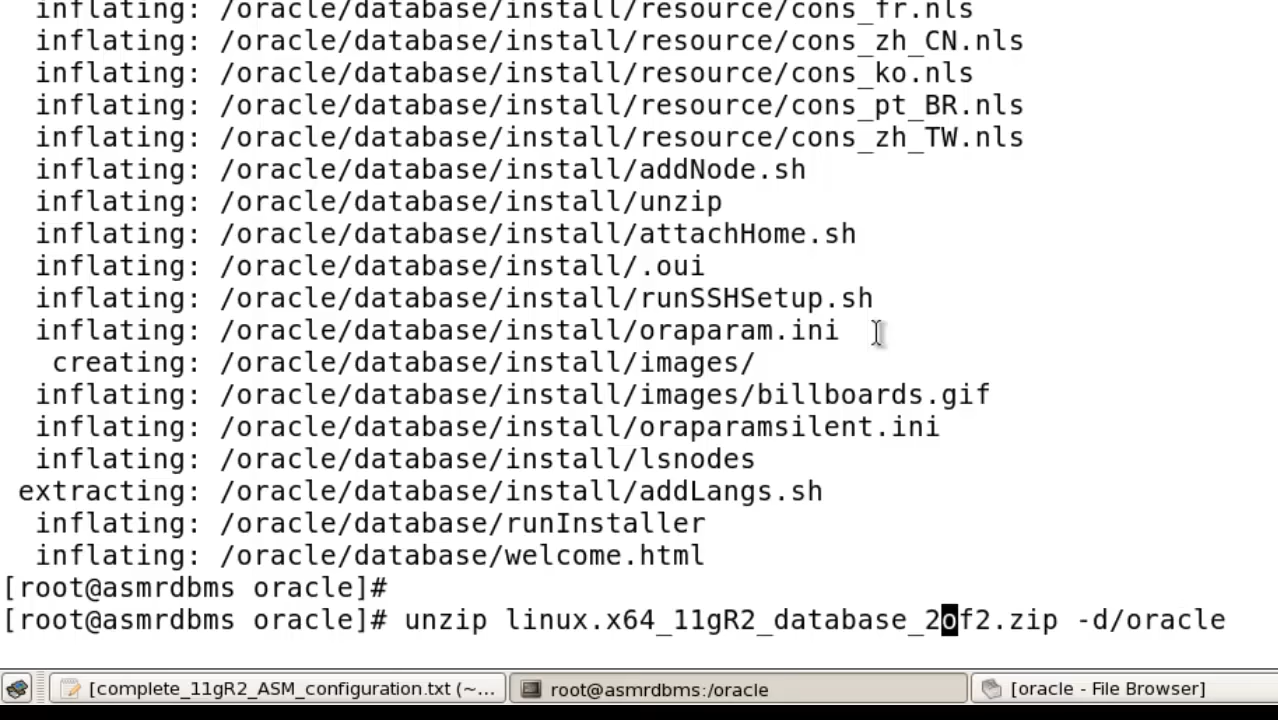 inflating: /oracle/database/install/resource/cons_fr.nls
inflating: /oracle/database/install/resource/cons_zh_CN.nls
inflating: /oracle/database/install/resource/cons_ko.nls
inflating: /oracle/database/install/resource/cons_pt_BR.nls
inflating: /oracle/database/install/resource/cons_zh_TW.nls
inflating: /oracle/database/install/addNode.sh
inflating: /oracle/database/install/unzip
inflating: /oracle/database/install/attachHome.sh
inflating: /oracle/database/install/.oui
inflating: /oracle/database/install/runSSHSetup.sh
inflating: /oracle/database/install/oraparam.ini
creating: /oracle/database/install/images/
inflating: /oracle/database/install/images/billboards.gif
inflating: /oracle/database/install/oraparamsilent.ini
inflating: /oracle/database/install/lsnodes
extracting: /oracle/database/install/addLangs.sh
inflating: /oracle/database/runInstaller
inflating: /oracle/database/welcome.html
[root@asmrdbms oracle]#
[root@asmrdbms oracle]# unzip linux.x64_11gR2_database_2of2.zip -d/oracle
[complete_11gR2_ASM_configuration.txt (~... root@asmrdbms:/oracle [oracle - File Browser]